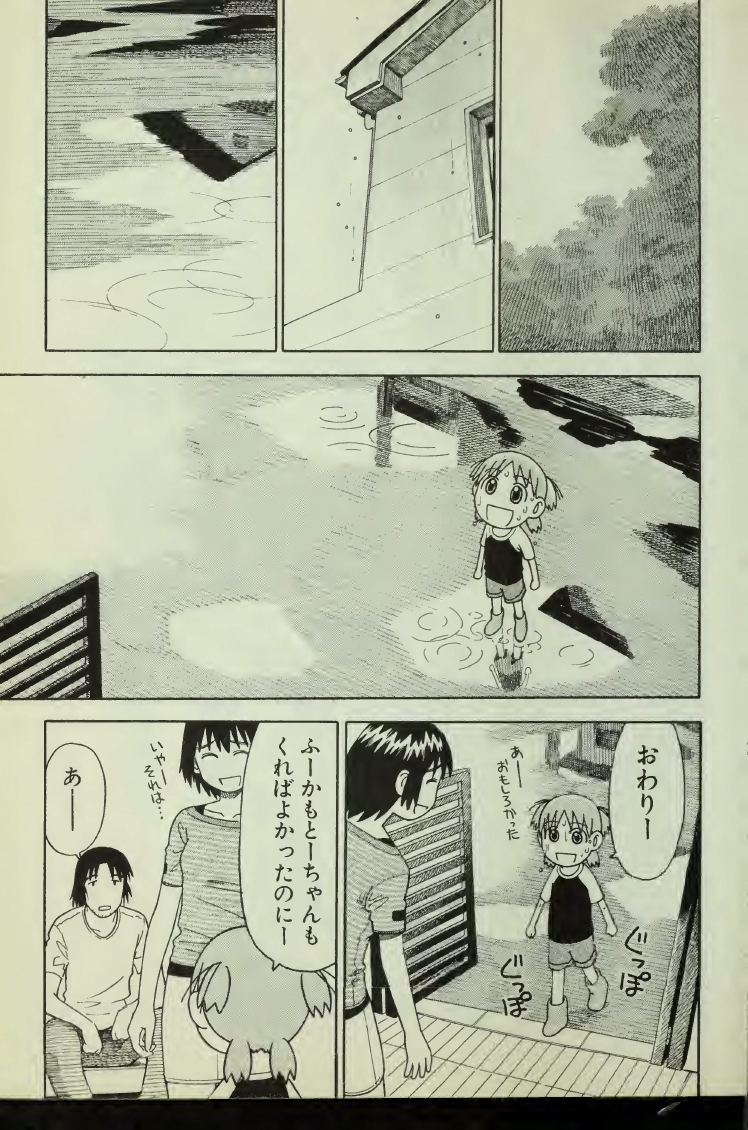 おわりー
あー
おもしろかった
ぐっぽ
ぐっぽ
ふーかもとーちゃんも
くればよかったのにー
いやー
それは…
あー